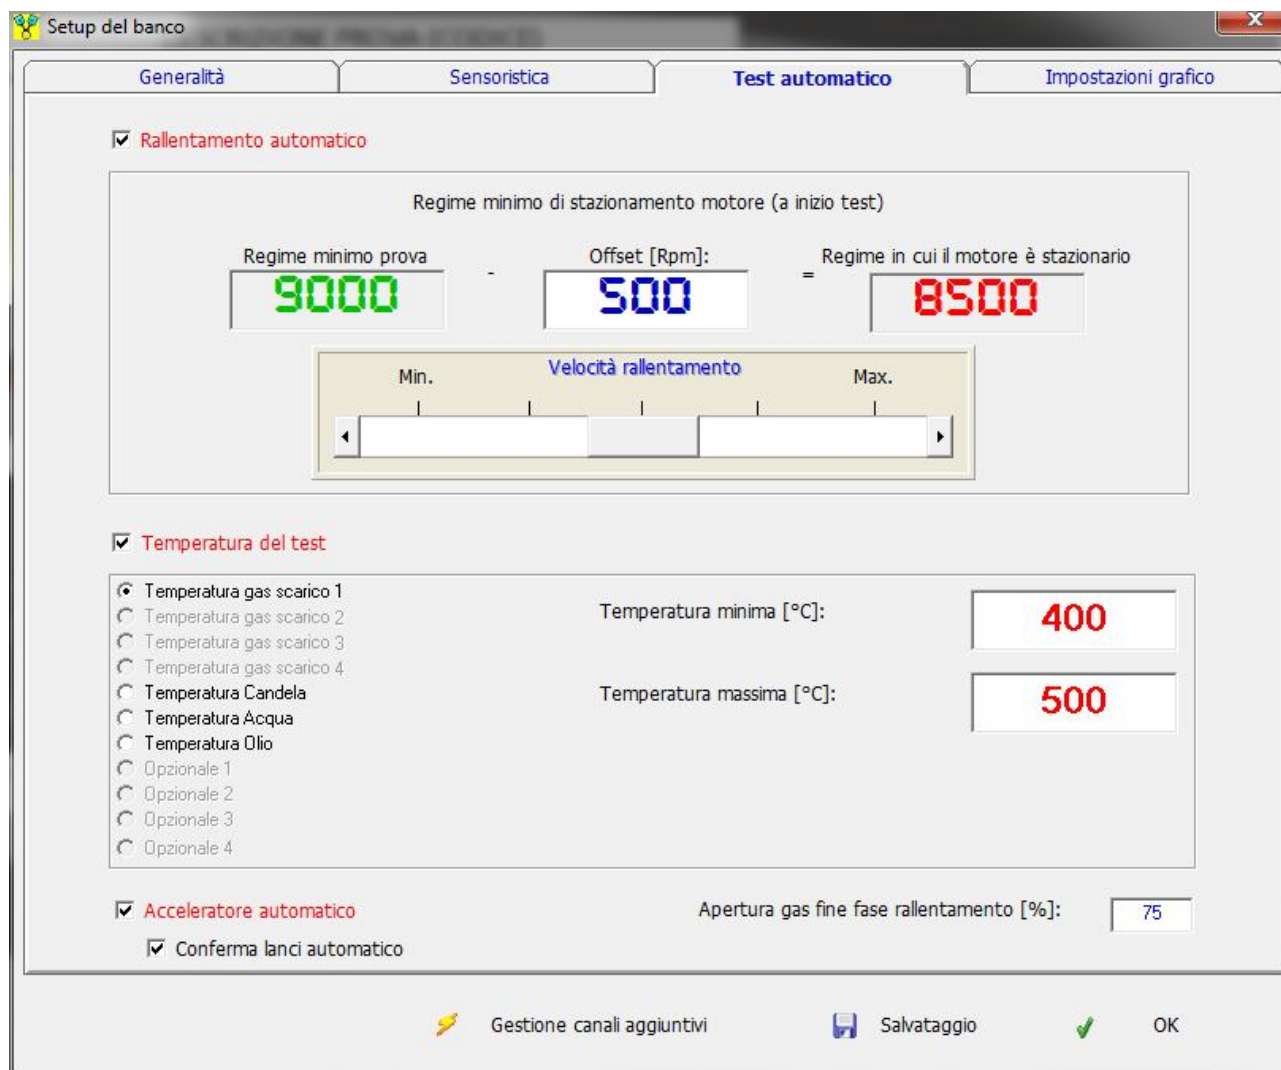 Setup del banco
Generalità Sensoristica Test automatico Impostazioni grafico
Rallentamento automatico
Regime minimo di stazionamento motore (a inizio test)
Regime minimo prova Offset [Rpm]: Regime in cui il motore è stazionario
9000 - 500 = 8500
Velocità rallentamento
Min. Max.
Temperatura del test
Temperatura gas scarico 1
Temperatura gas scarico 2
Temperatura gas scarico 3
Temperatura gas scarico 4
Temperatura Candela
Temperatura Acqua
Temperatura Olio
Opzionale 1
Opzionale 2
Opzionale 3
Opzionale 4
Temperatura minima [°C]: 400
Temperatura massima [°C]: 500
Acceleratore automatico Apertura gas fine fase rallentamento [%]: 75
Conferma lanci automatico
Gestione canali aggiuntivi Salvataggio OK